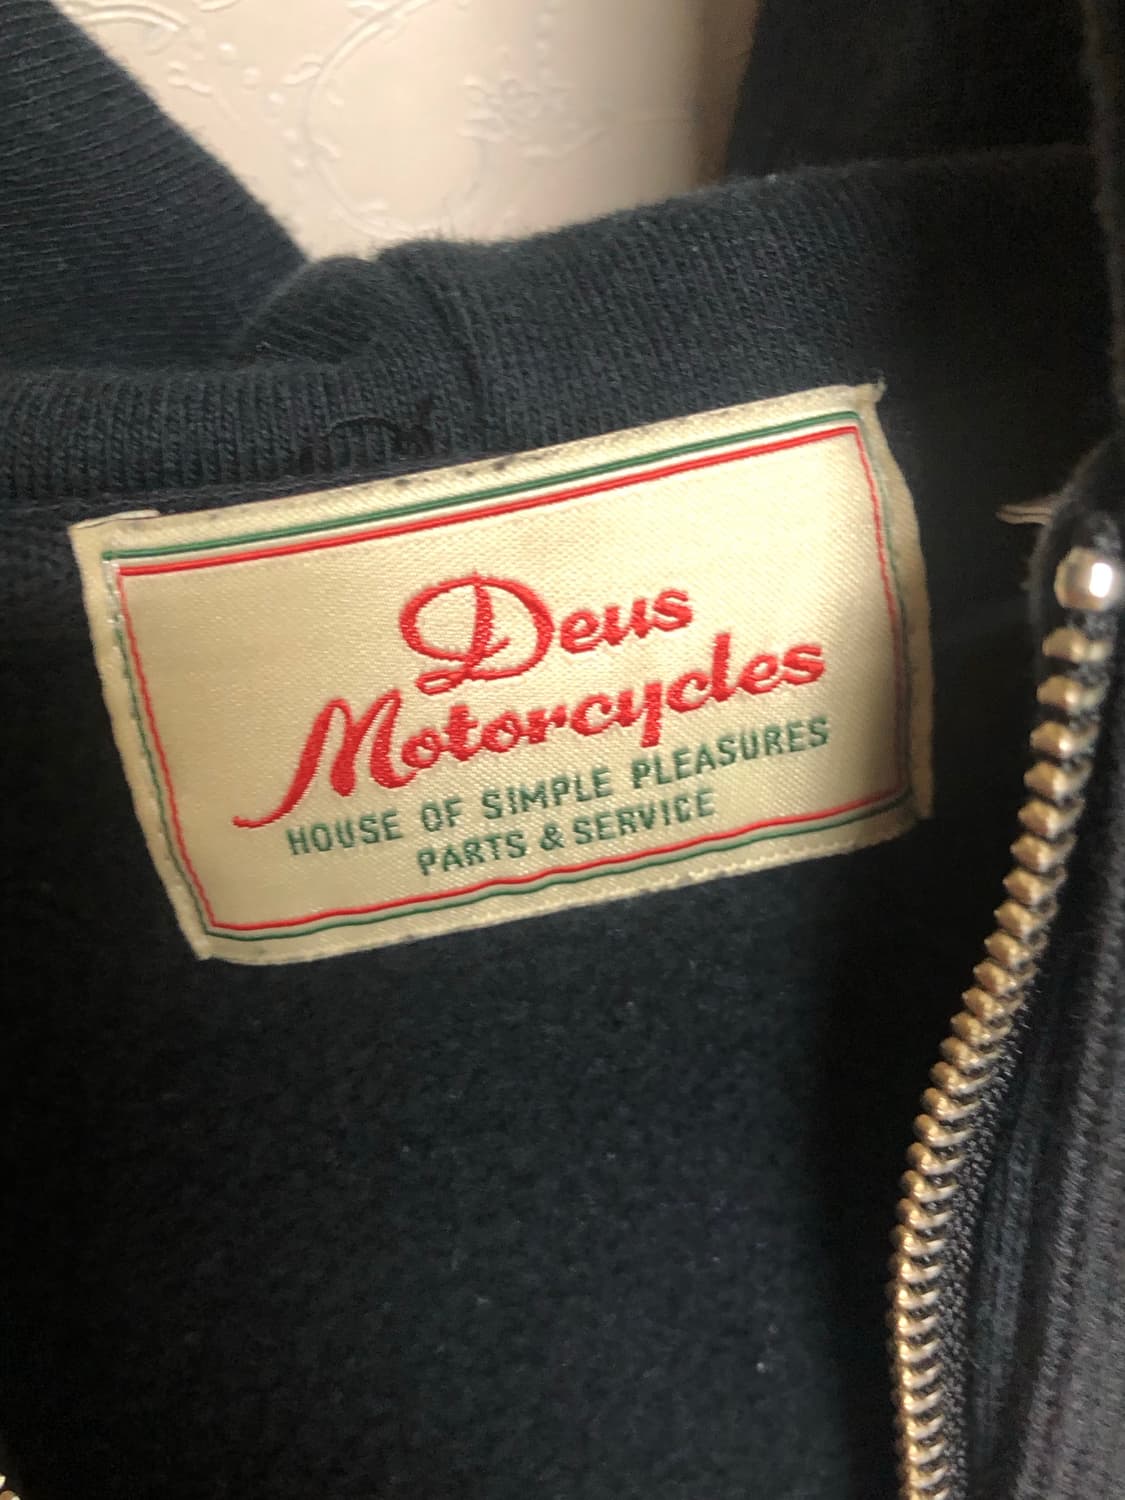 Deus
Motorcycles
HOUSE OF SIMPLE PLEASURES
PARTS & SERVICE